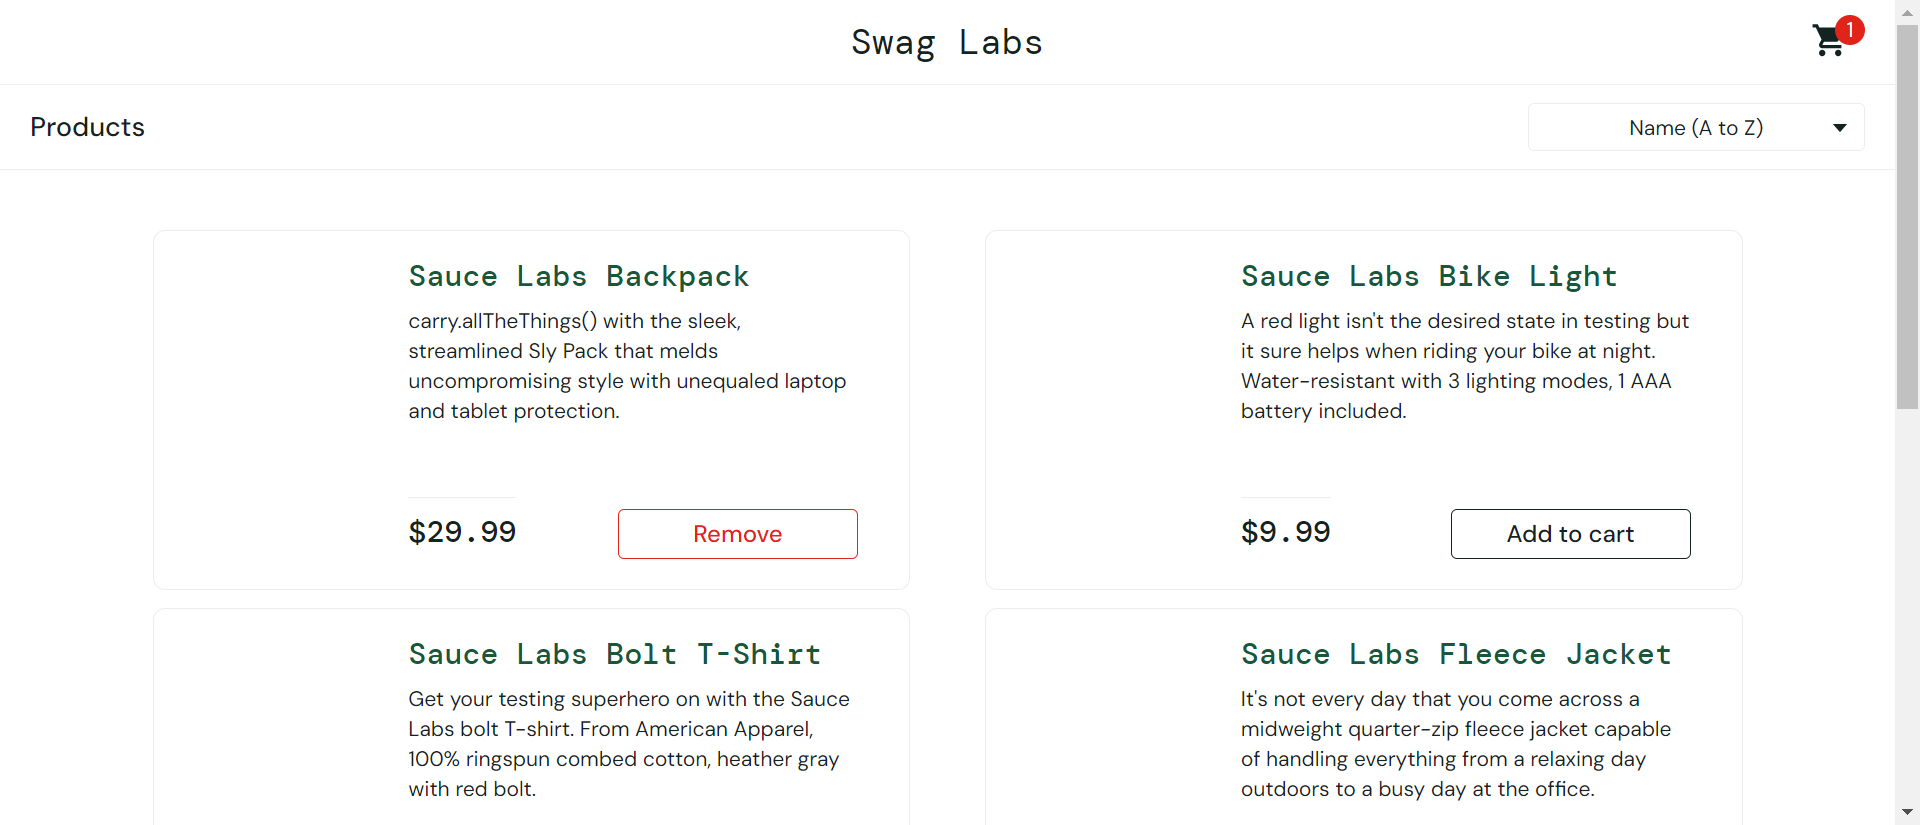 Swag Labs
1
Products
Name (A to Z)
Sauce Labs Backpack
carry.allTheThings() with the sleek,
streamlined Sly Pack that melds
uncompromising style with unequaled laptop
and tablet protection.
$29.99
Remove
Sauce Labs Bike Light
A red light isn't the desired state in testing but
it sure helps when riding your bike at night.
Water-resistant with 3 lighting modes, 1 AAA
battery included.
$9.99
Add to cart
Sauce Labs Bolt T-Shirt
Get your testing superhero on with the Sauce
Labs bolt T-shirt. From American Apparel,
100% ringspun combed cotton, heather gray
with red bolt.
Sauce Labs Fleece Jacket
It's not every day that you come across a
midweight quarter-zip fleece jacket capable
of handling everything from a relaxing day
outdoors to a busy day at the office.